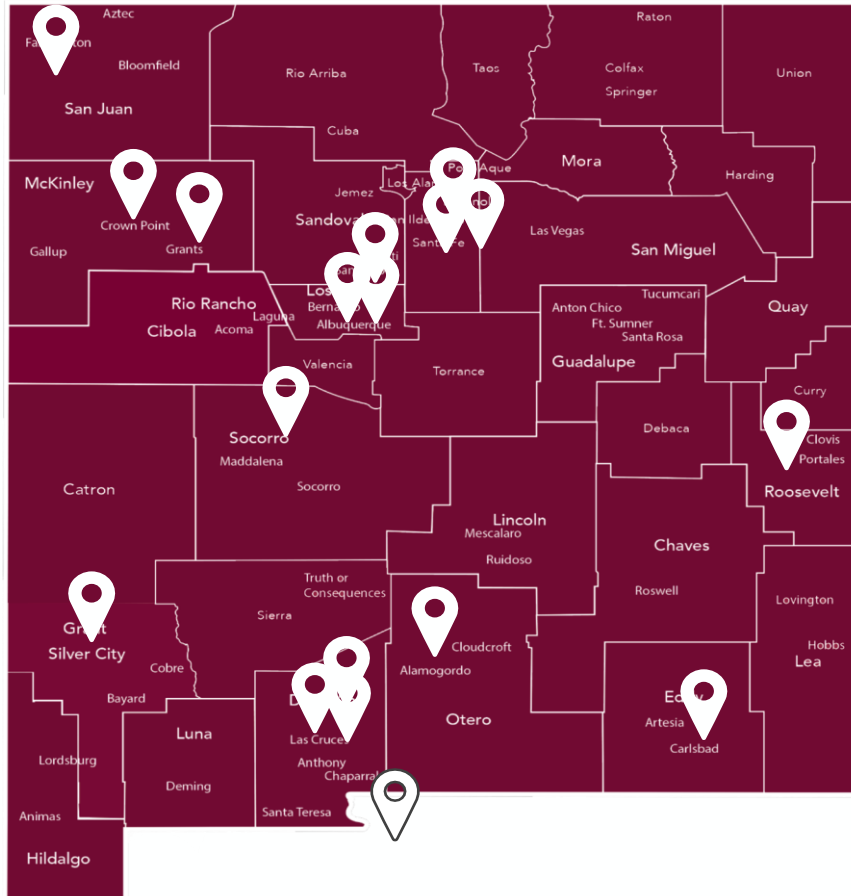 Aztec
Raton
Bloomfield
San Juan
Rio Arriba
Taos
Colfax
Springer
Union
Cuba
McKinley
Crown Point
Gallup
Grants
Jemez
Mora
Harding
Las Vegas
San Miguel
Rio Rancho
Cibola
Acoma
Laguna
Albuquerque
Valencia
Torrance
Tucumcari
Anton Chico
Ft. Sumner
Santa Rosa
Guadalupe
Quay
Curry
Clovis
Portales
Roosevelt
Debaca
Catron
Socorro
Maddalena
Socorro
Lincoln
Mescalaro
Ruidoso
Chaves
Roswell
Truth or
Consequences
Sierra
Silver City
Cobre
Bayard
Cloudcroft
Alamogordo
Otero
Lovington
Hobbs
Lea
Artesia
Carlsbad
Luna
Deming
Las Cruces
Anthony
Chaparral
Santa Teresa
Lordsburg
Animas
Hildalgo